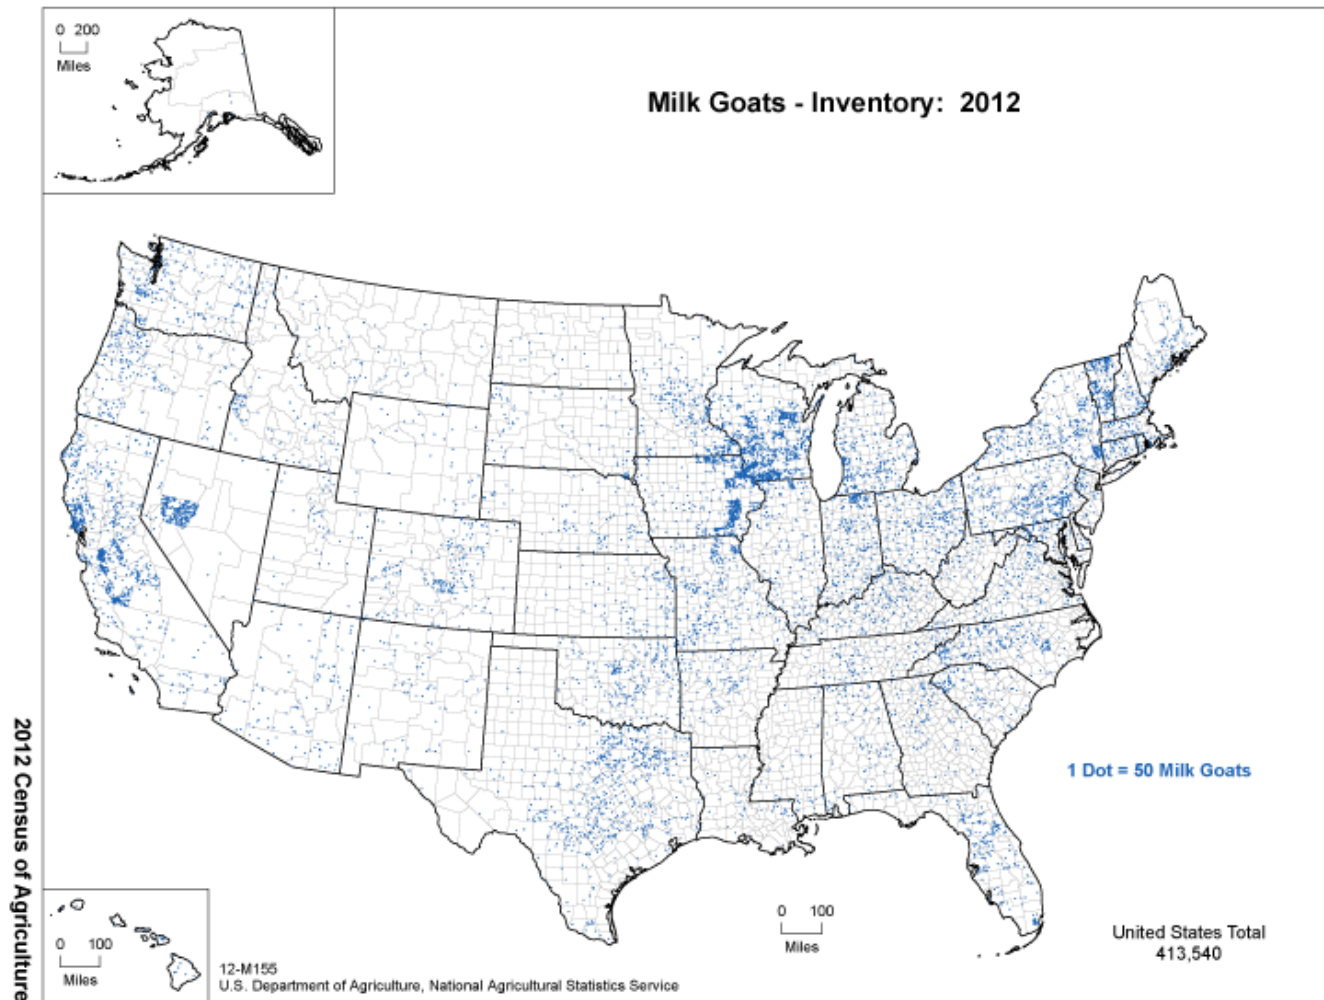 0 200
Miles
Milk Goats - Inventory: 2012
1 Dot = 50 Milk Goats
2012 Census of Agriculture
0 100
Miles
0 100
Miles
United States Total
413,540
12-M155
U.S. Department of Agriculture, National Agricultural Statistics Service